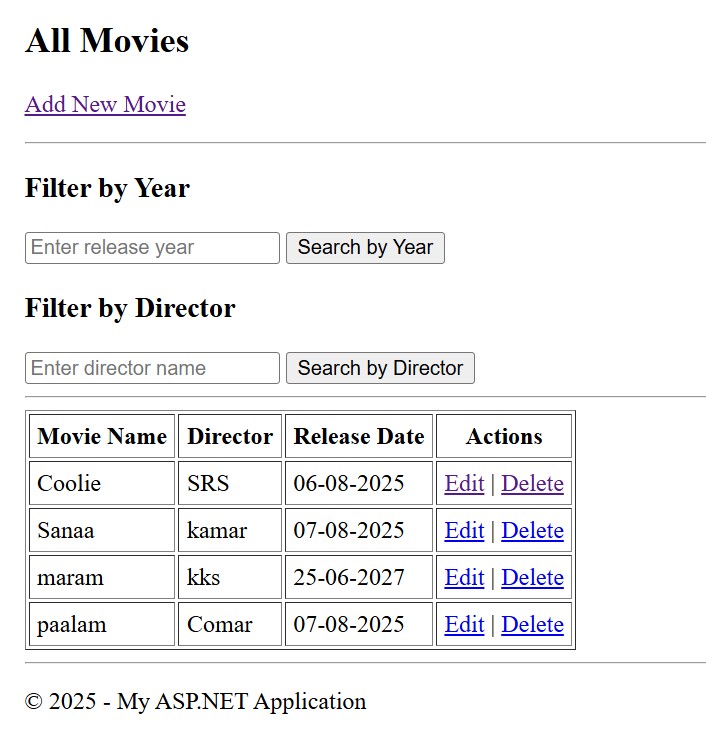 All Movies
Add New Movie
Filter by Year
Enter release year Search by Year
Filter by Director
Enter director name Search by Director
Movie Name Director Release Date Actions
Coolie SRS 06-08-2025 Edit | Delete
Sanaa kamar 07-08-2025 Edit | Delete
maram kks 25-06-2027 Edit | Delete
paalam Comar 07-08-2025 Edit | Delete
© 2025 - My ASP.NET Application